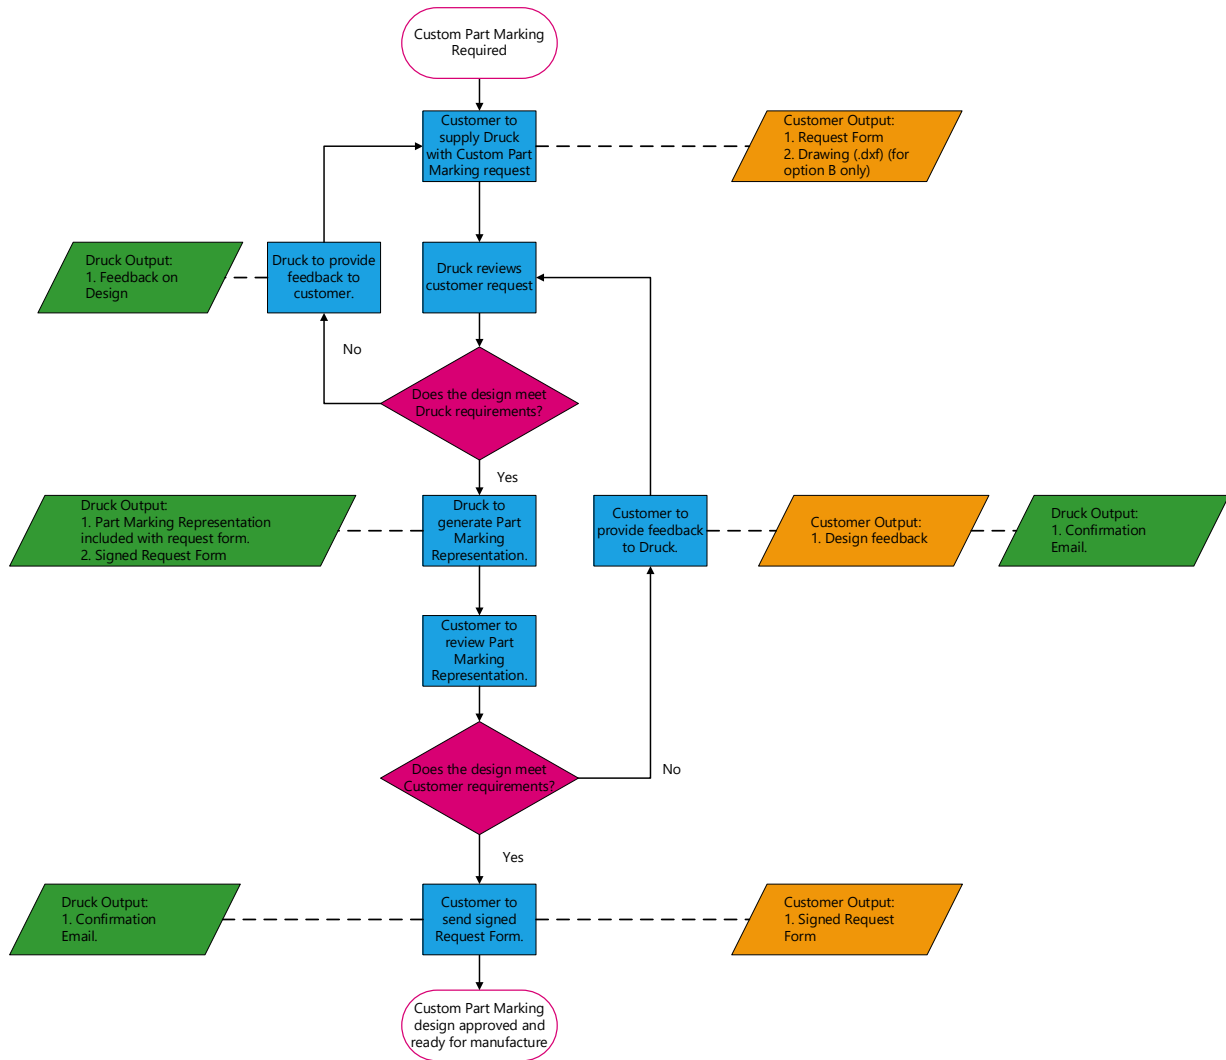 Custom Part Marking
Required
Customer to
supply Druck
with Custom Part
Marking request
Customer Output:
1. Request Form
2. Drawing (.dxf) (for
option B only)
Druck Output:
1. Feedback on
Design
Druck to provide
feedback to
customer.
Druck reviews
customer request
No
Does the design meet
Druck requirements?
Yes
Druck Output:
1. Part Marking Representation
included with request form.
2. Signed Request Form
Druck to
generate Part
Marking
Representation.
Customer to
provide feedback
to Druck.
Customer Output:
1. Design feedback
Druck Output:
1. Confirmation
Email.
Customer to
review Part
Marking
Representation.
Does the design meet
Customer requirements?
No
Yes
Druck Output:
1. Confirmation
Email.
Customer to
send signed
Request Form.
Customer Output:
1. Signed Request
Form
Custom Part Marking
design approved and
ready for manufacture